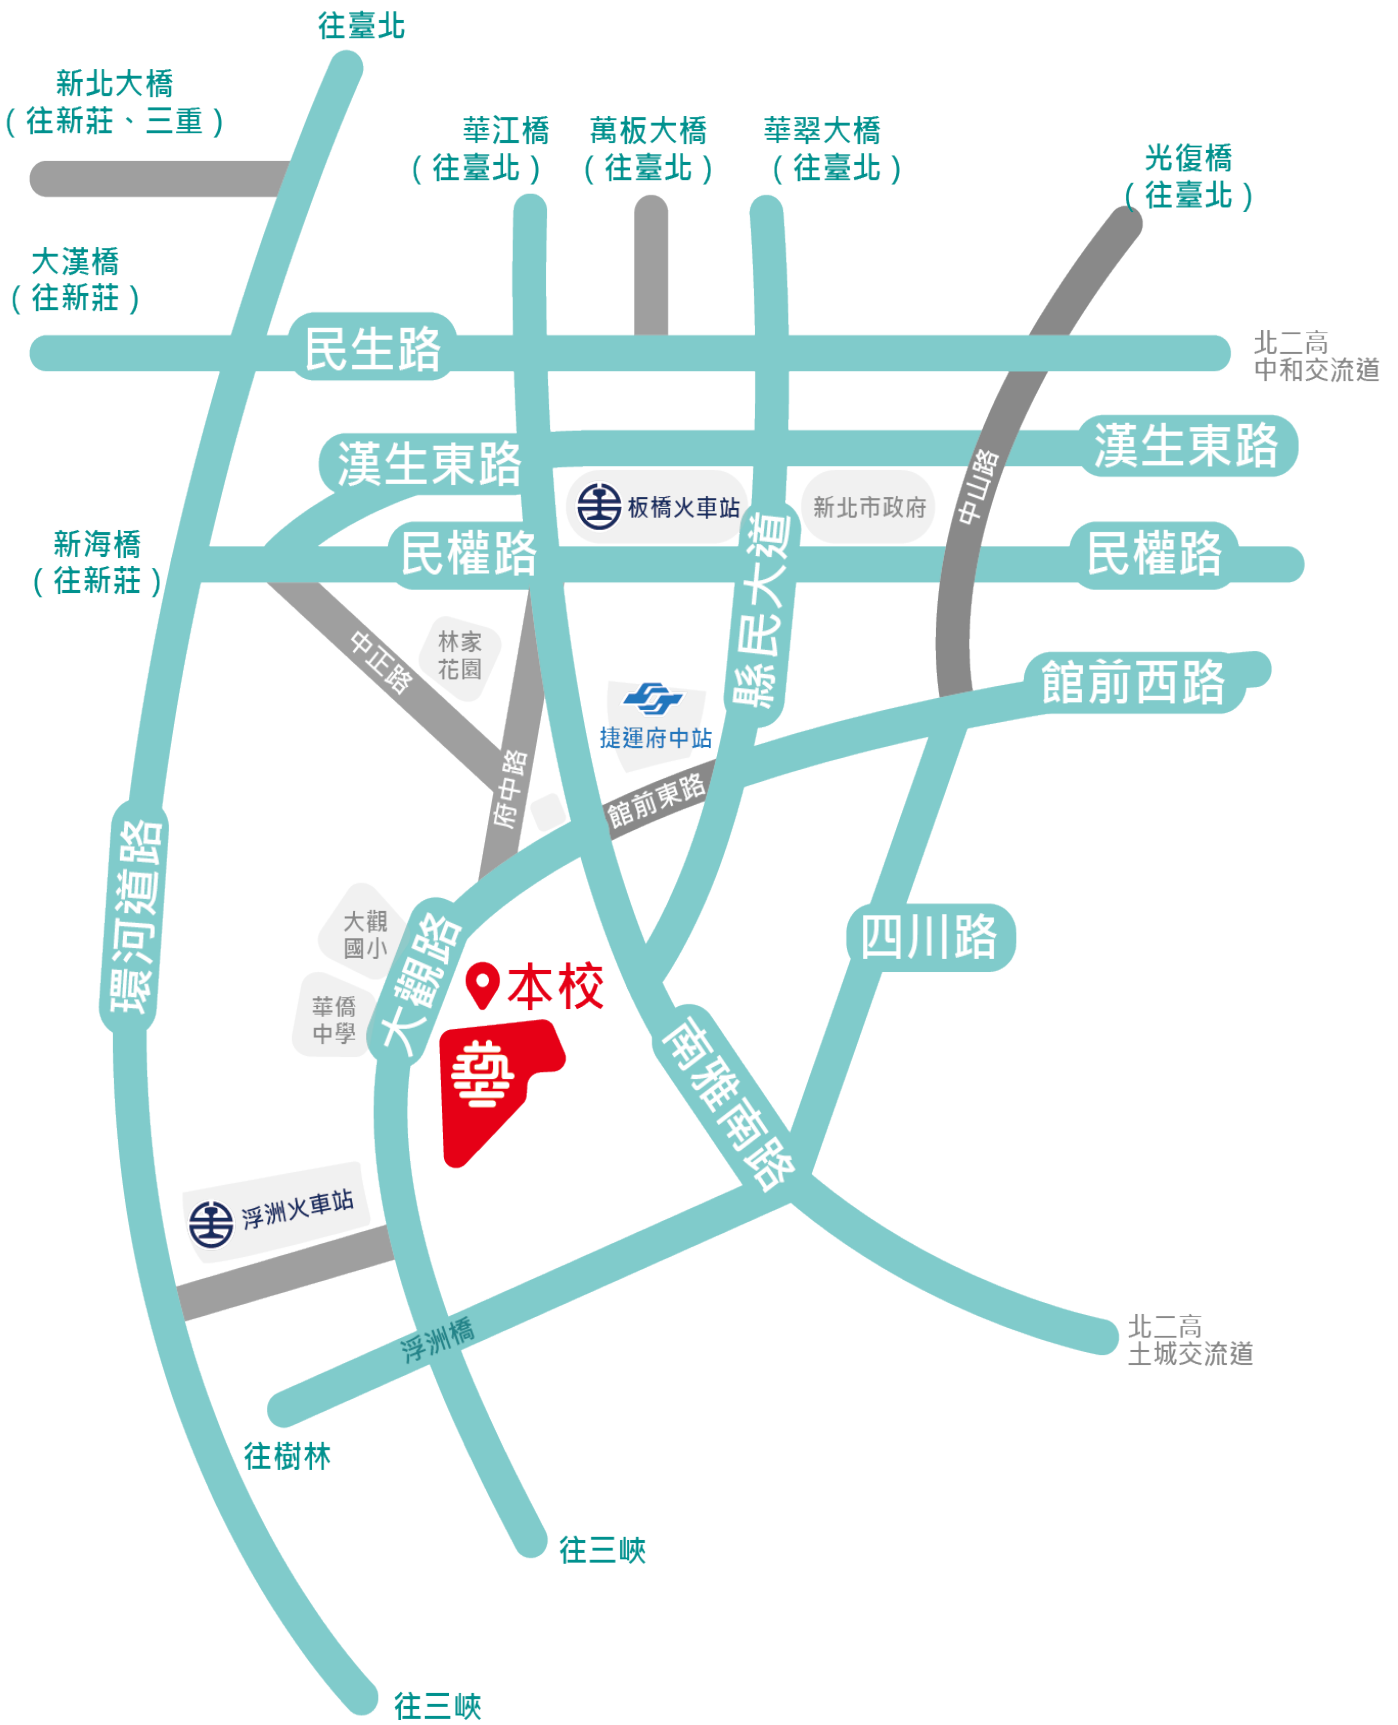 往臺北
新北大橋
(往新莊、三重)
華江橋
(往臺北)
萬板大橋
(往臺北)
華翠大橋
(往臺北)
光復橋
(往臺北)
大漢橋
(往新莊)
民生路
北二高
中和交流道
漢生東路
漢生東路
中山路
板橋火車站
新北市政府
新海橋
(往新莊)
民權路
民權路
縣民大道
中正路
林家
花園
館前西路
捷運府中站
府中路
館前東路
環河道路
大觀
國小
大觀路
四川路
本校
華僑
中學
藝
南雅南路
浮洲火車站
浮洲橋
北二高
土城交流道
往樹林
往三峽
往三峽